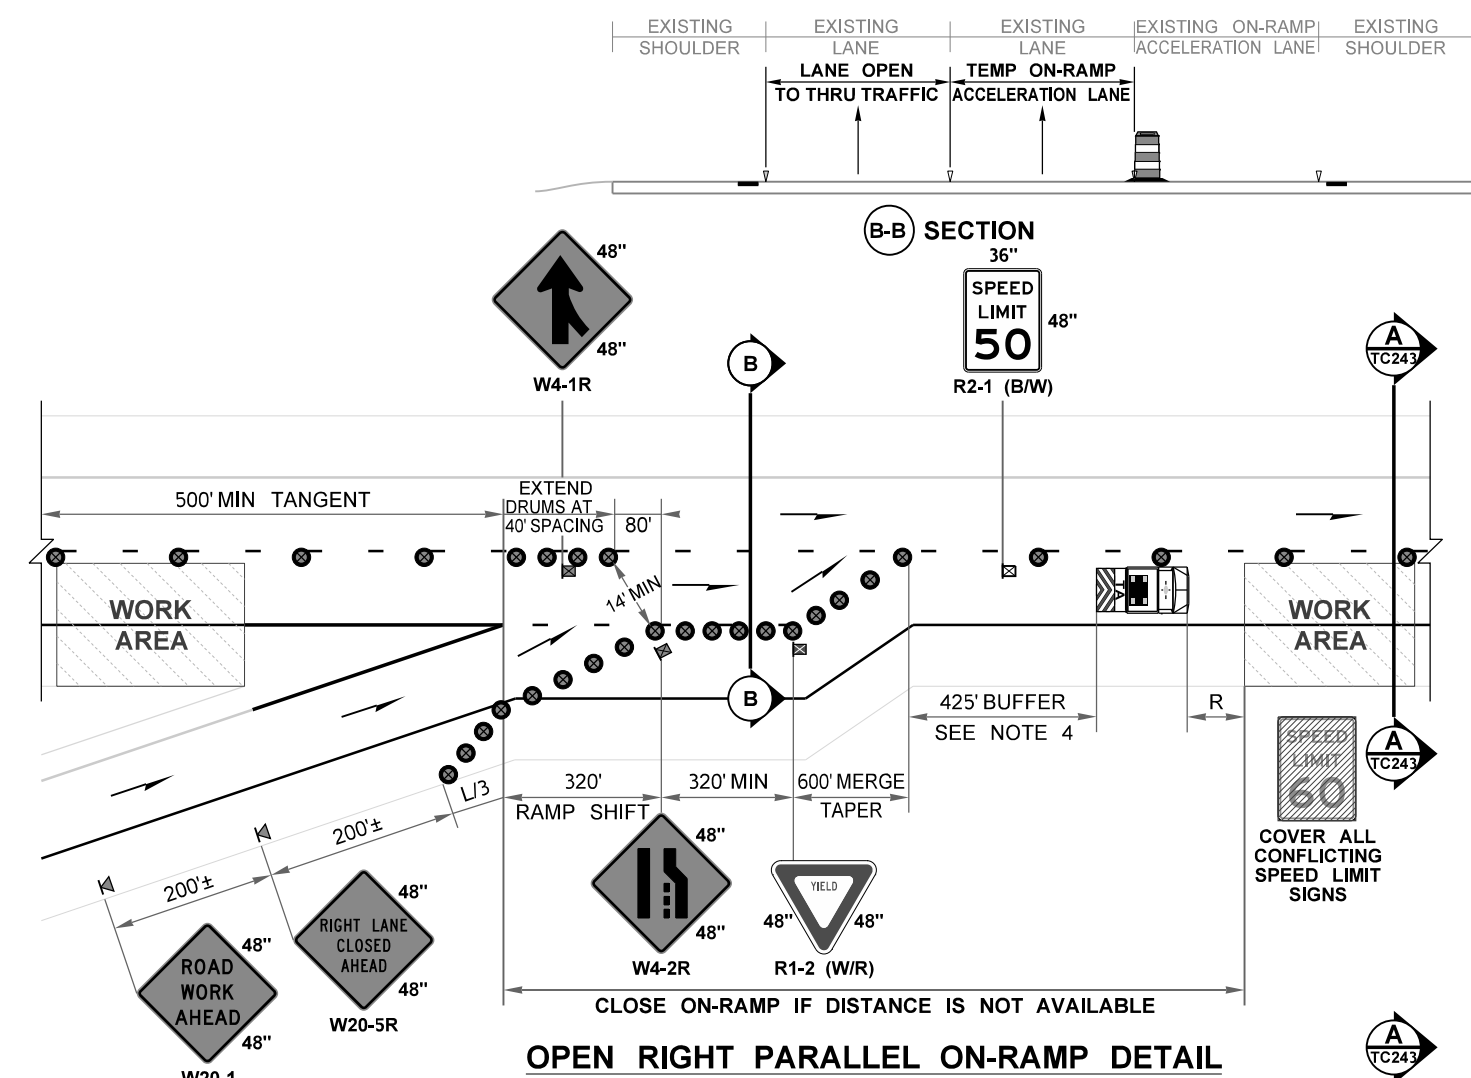 EXISTING
SHOULDER
EXISTING
LANE
EXISTING
LANE
EXISTING ON-RAMP
ACCELERATION LANE
EXISTING
SHOULDER
LANE OPEN
TO THRU TRAFFIC
TEMP ON-RAMP
ACCELERATION LANE
B-B SECTION
48"
48"
W4-1R
36"
SPEED
LIMIT
50
48"
R2-1 (B/W)
B
A
TC243
500' MIN TANGENT
EXTEND
DRUMS AT
40' SPACING
80'
14' MIN
WORK
AREA
WORK
AREA
B
425' BUFFER
SEE NOTE 4
R
A
TC243
L/3
320'
RAMP SHIFT
320' MIN
600' MERGE
TAPER
SPEED
LIMIT
60
COVER ALL
CONFLICTING
SPEED LIMIT
SIGNS
200'±
200'±
48"
48"
W4-2R
YIELD
48"
48"
R1-2 (W/R)
RIGHT LANE
CLOSED
AHEAD
48"
48"
W20-5R
ROAD
WORK
AHEAD
48"
48"
W20-1
CLOSE ON-RAMP IF DISTANCE IS NOT AVAILABLE
OPEN RIGHT PARALLEL ON-RAMP DETAIL
A
TC243